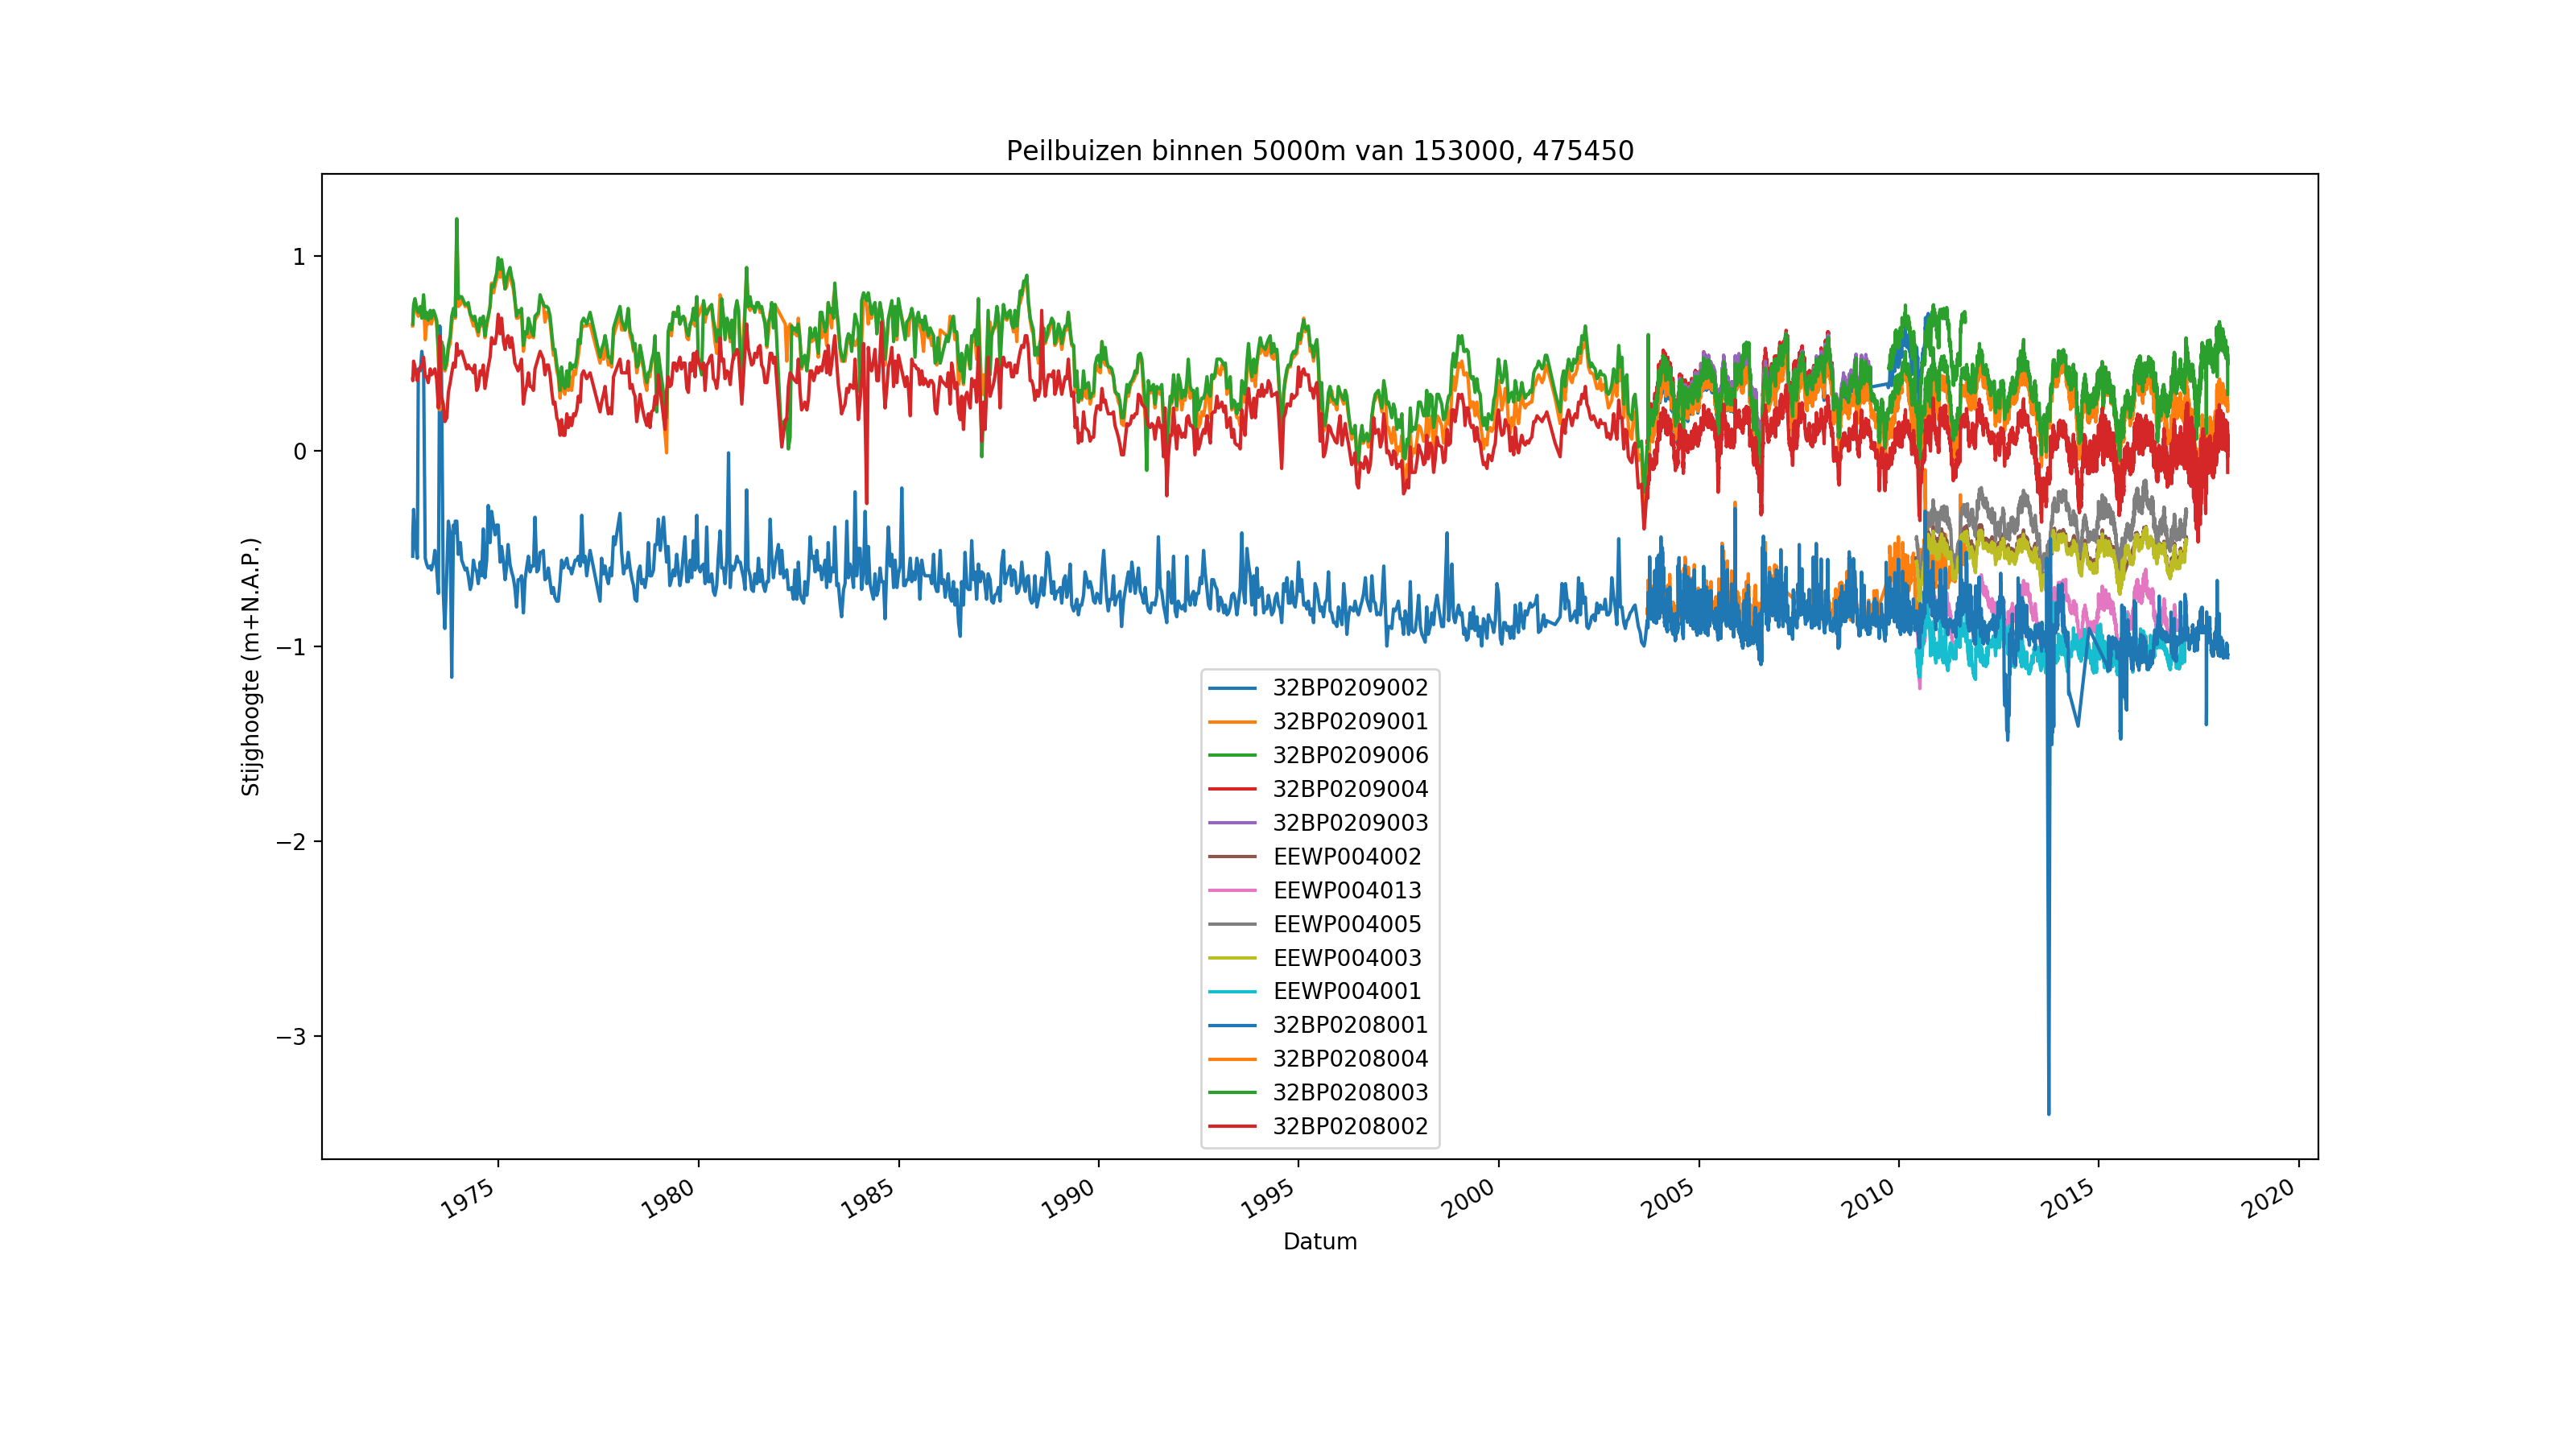 Peilbuizen binnen 5000m van 153000, 475450
Stijghoogte (m+N.A.P.)
1
0
−1
−2
−3
32BP0209002
32BP0209001
32BP0209006
32BP0209004
32BP0209003
EEWP004002
EEWP004013
EEWP004005
EEWP004003
EEWP004001
32BP0208001
32BP0208004
32BP0208003
32BP0208002
1975
1980
1985
1990
1995
2000
2005
2010
2015
2020
Datum